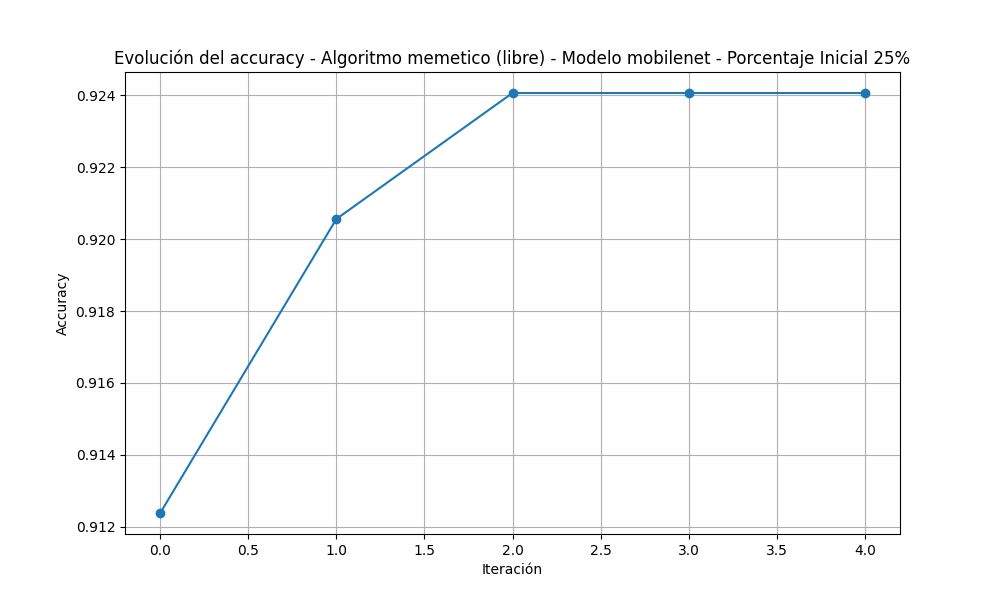 Evolución del accuracy - Algoritmo memetico (libre) - Modelo mobilenet - Porcentaje Inicial 25%
0.924
0.922
0.920
0.918
0.916
0.914
0.912
Accuracy
0.0 0.5 1.0 1.5 2.0 2.5 3.0 3.5 4.0
Iteración